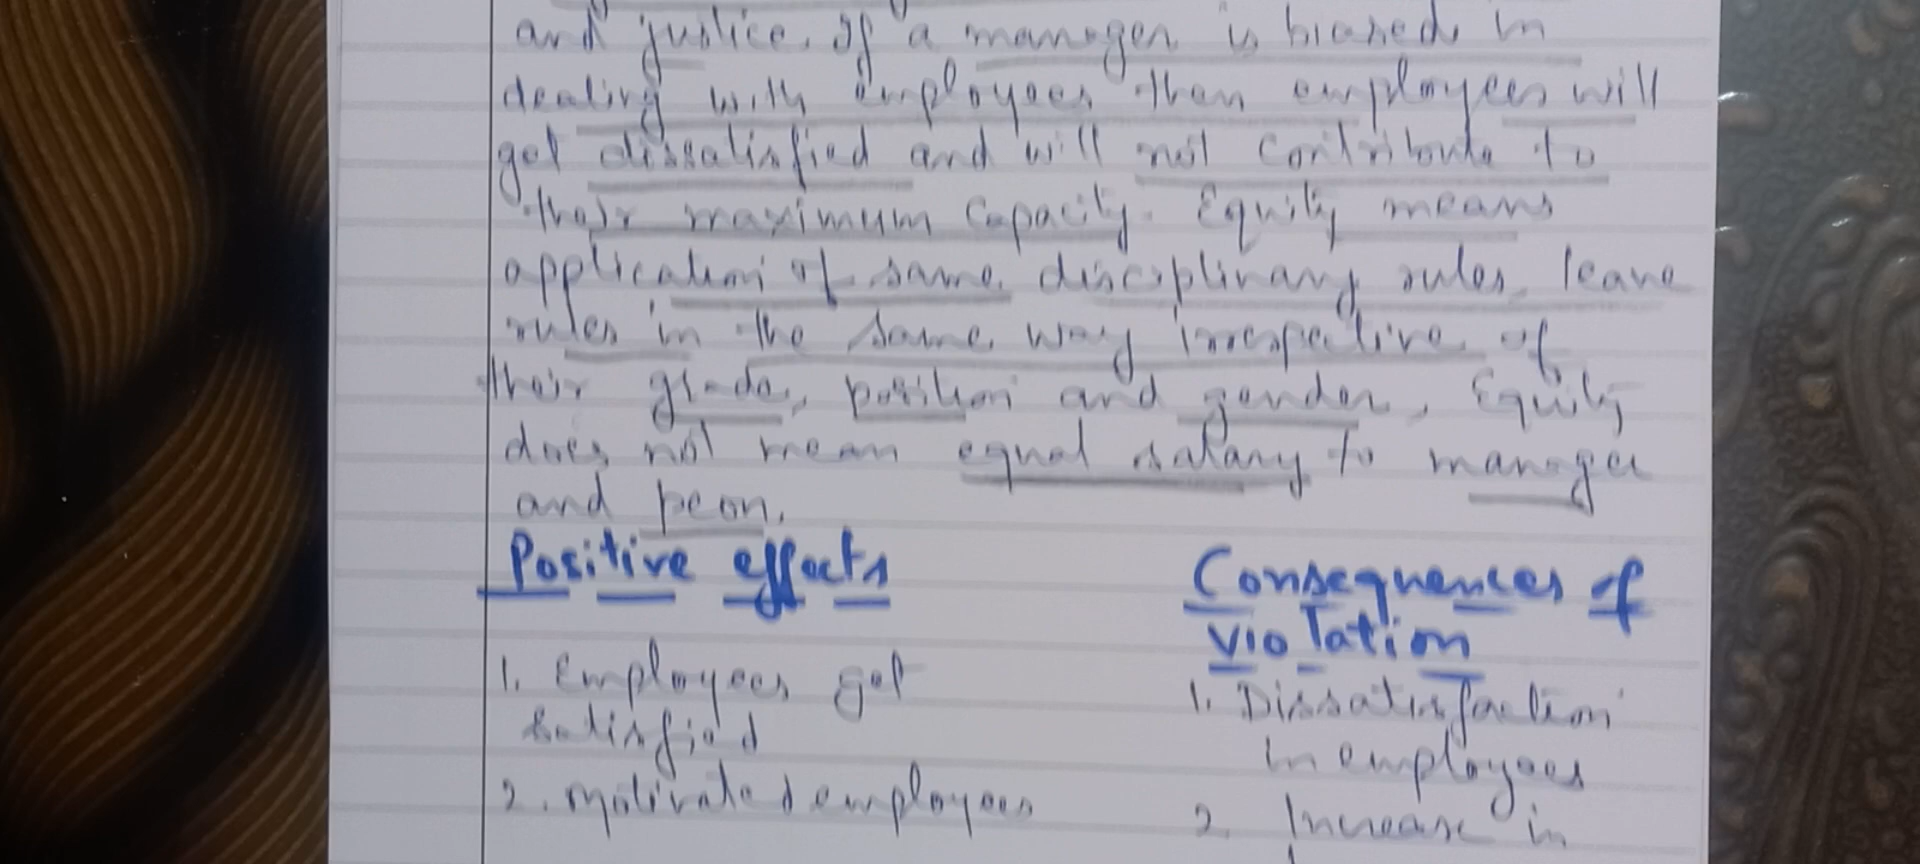 and justice. If a manager is biased in
dealing with employees then employees will
get dissatisfied and will not contribute to
their maximum capacity. Equity means
application of same disciplinary rules, leave
rules in the same way irrespective of
their grade, position and gender, Equity
does not mean equal salary to manager
and peon.
Positive effects
Consequences of
violation
1. Employees get
satisfied
2. Motivated employees
1. Dissatisfaction
in employees
2. Increase in